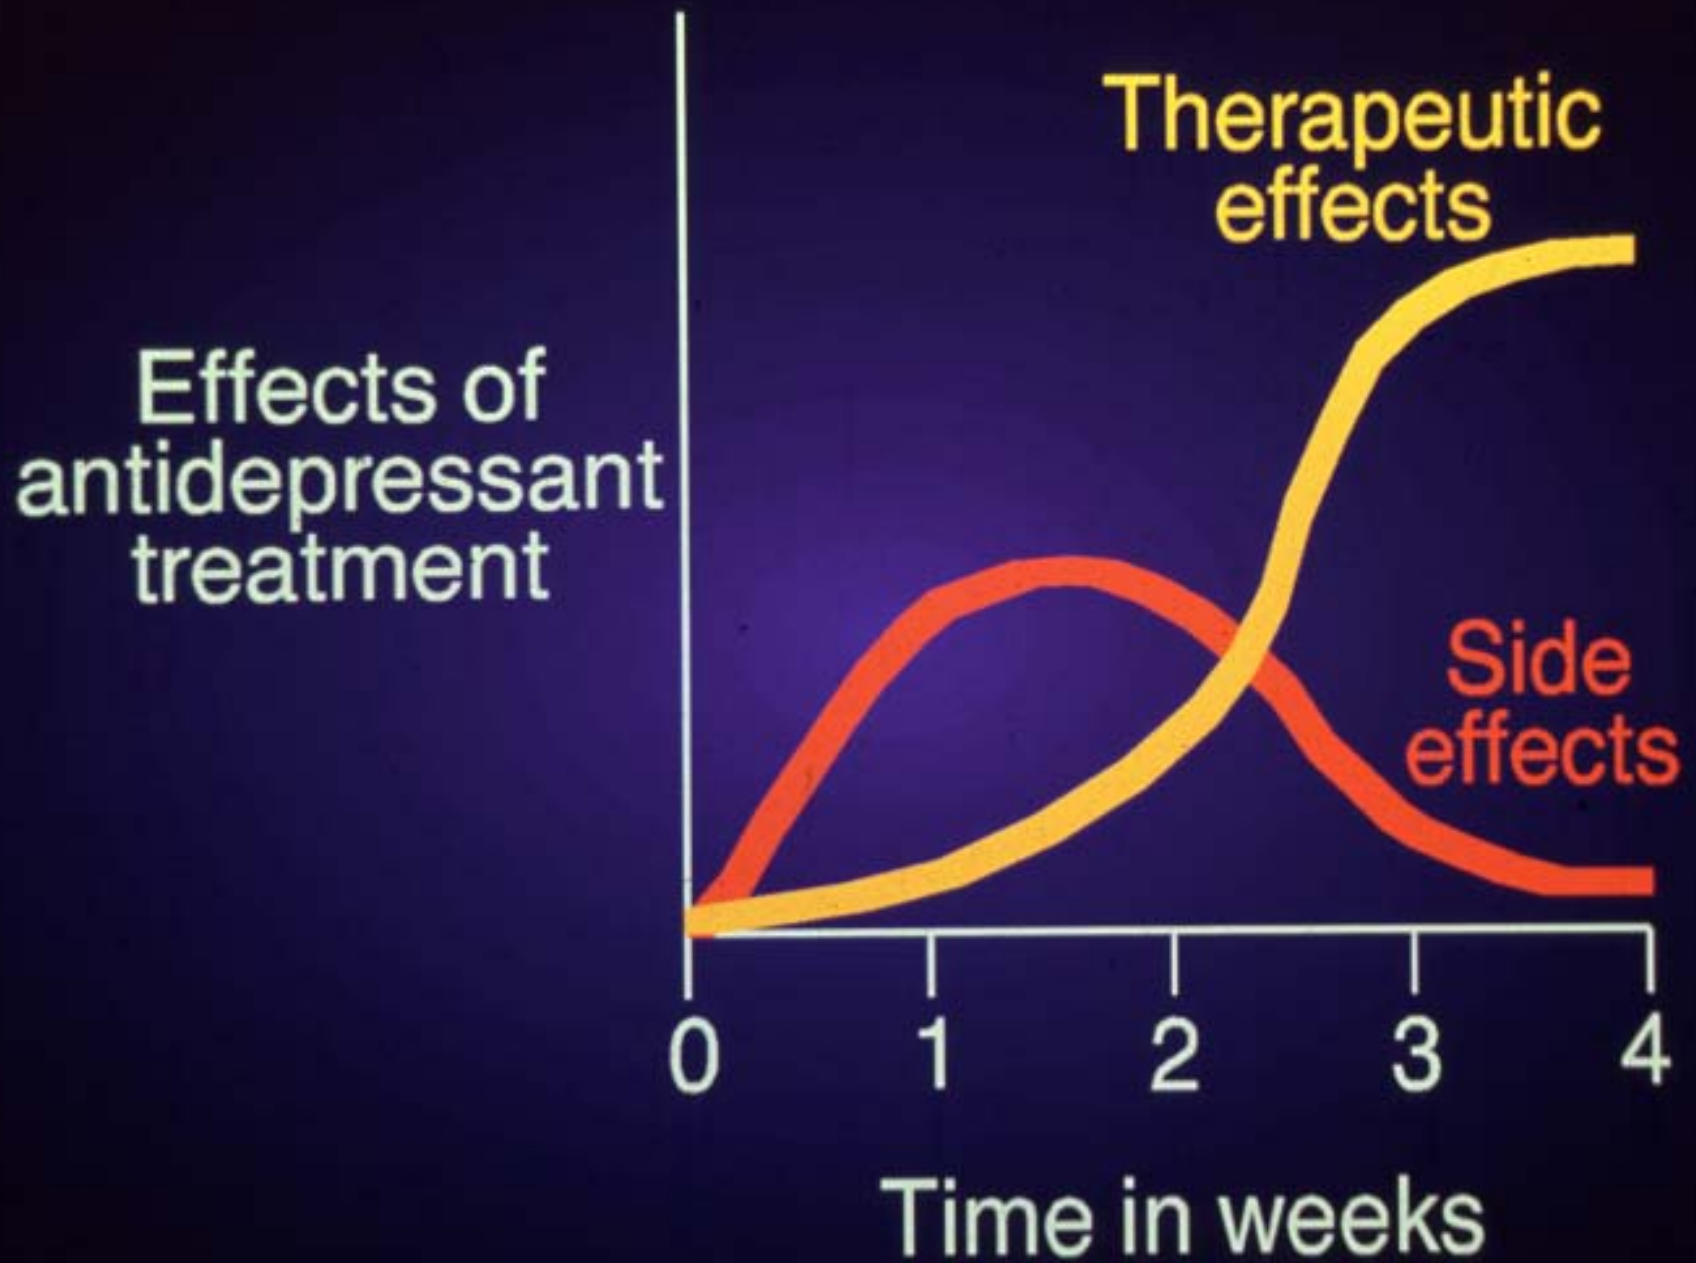 Therapeutic
effects
Effects of
antidepressant
treatment
Side
effects
0 1 2 3 4
Time in weeks